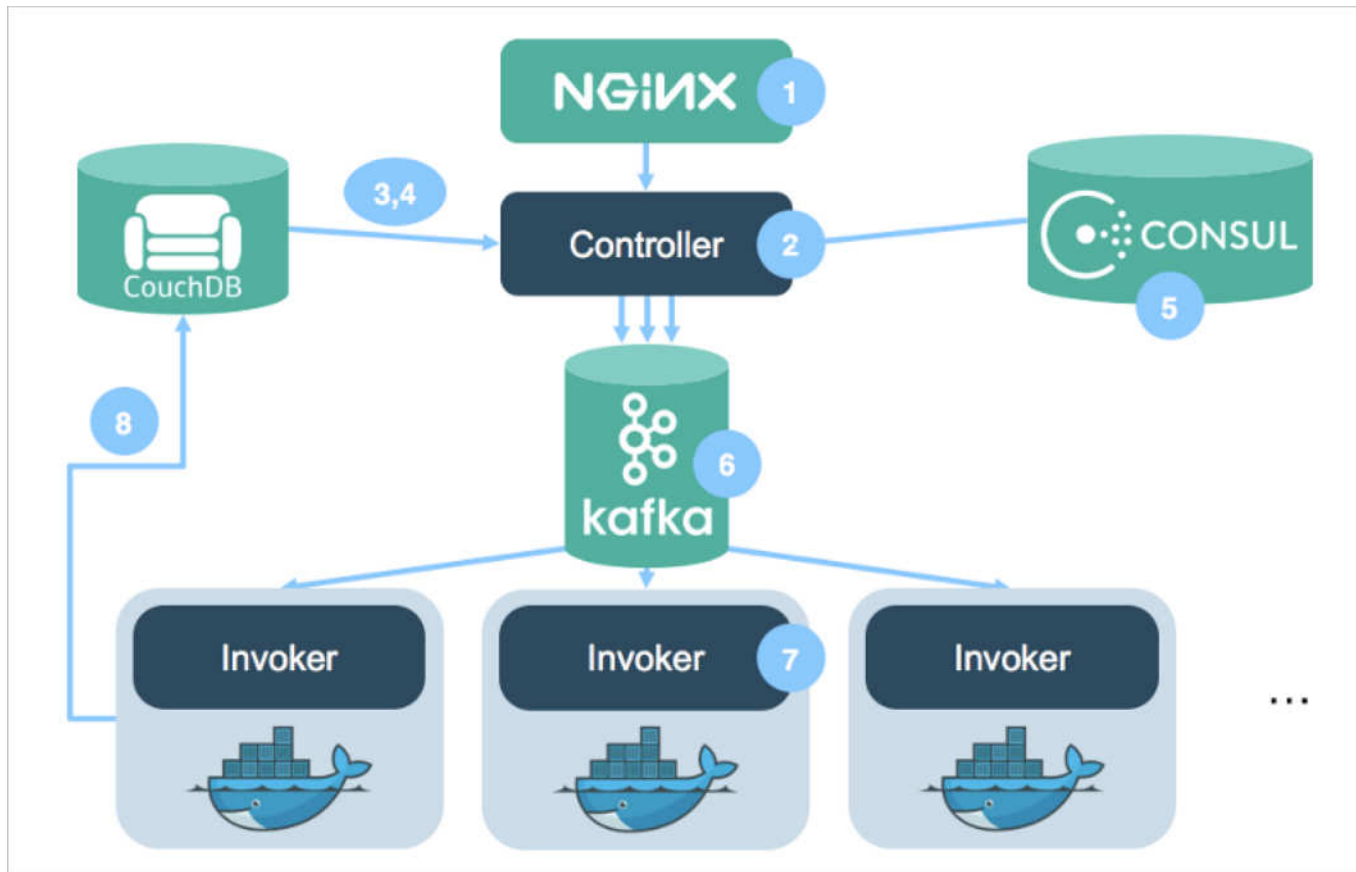 NGINX
1
3,4
CouchDB
Controller
2
CONSUL
5
8
kafka
6
Invoker
Invoker
7
Invoker
...